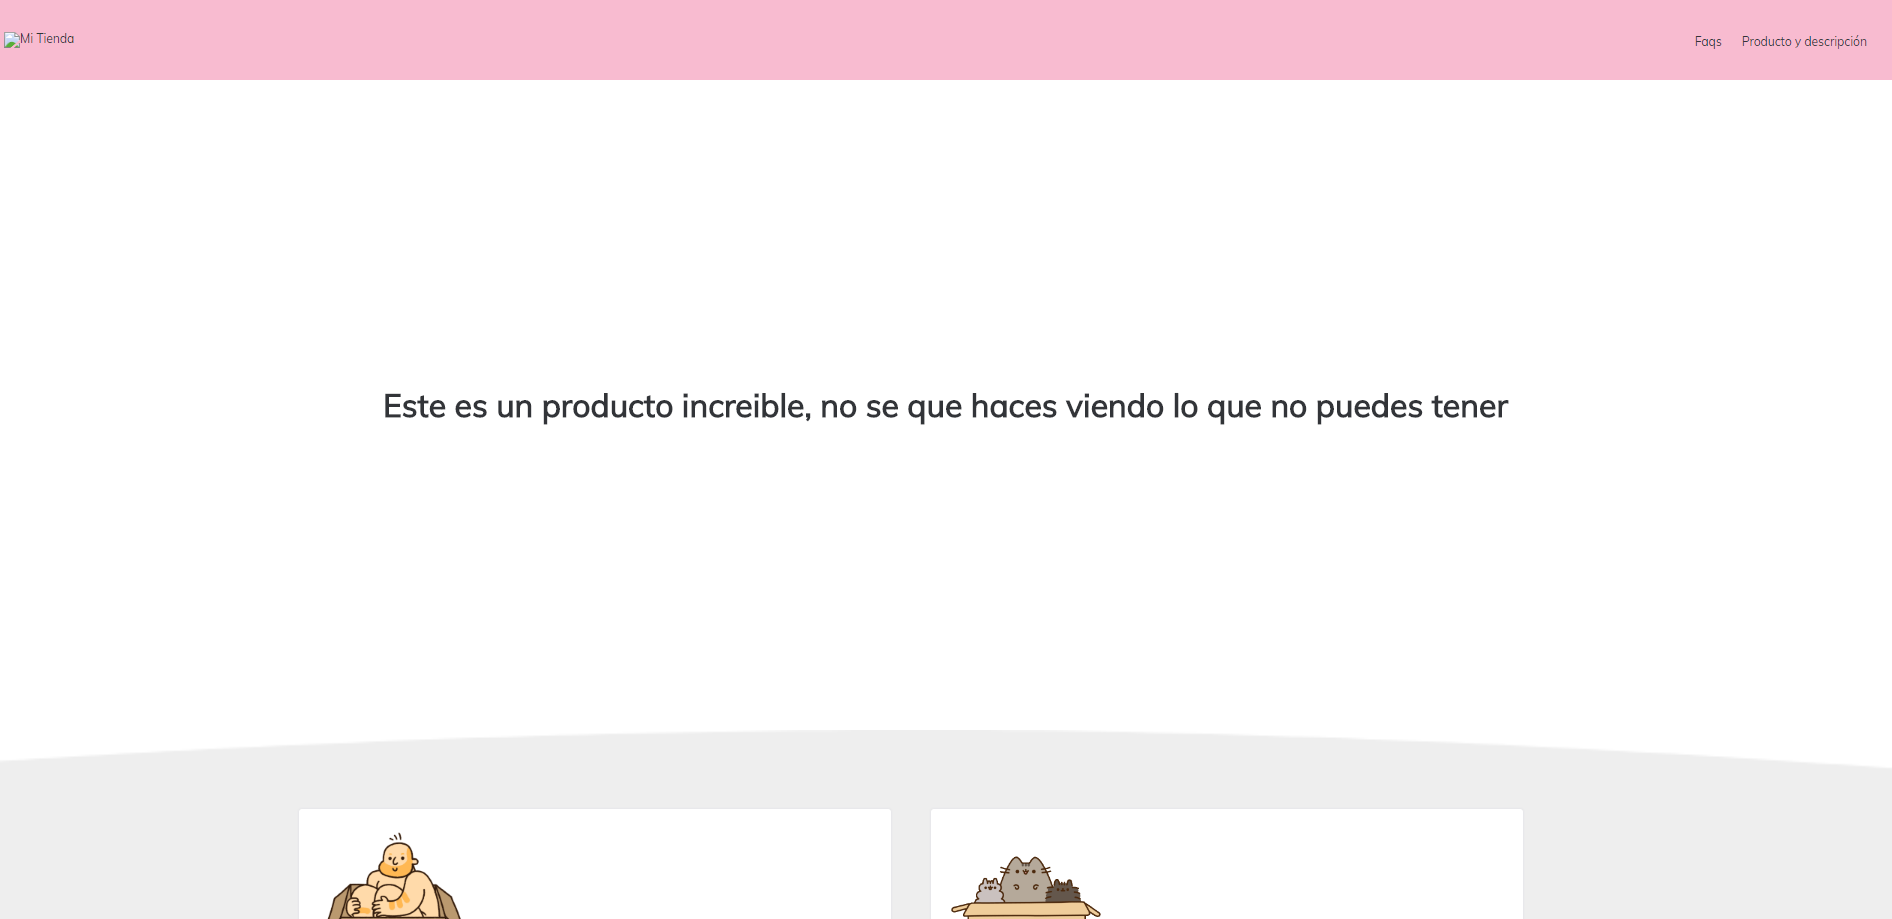 Mi Tienda
Faqs Producto y descripción
Este es un producto increible, no se que haces viendo lo que no puedes tener